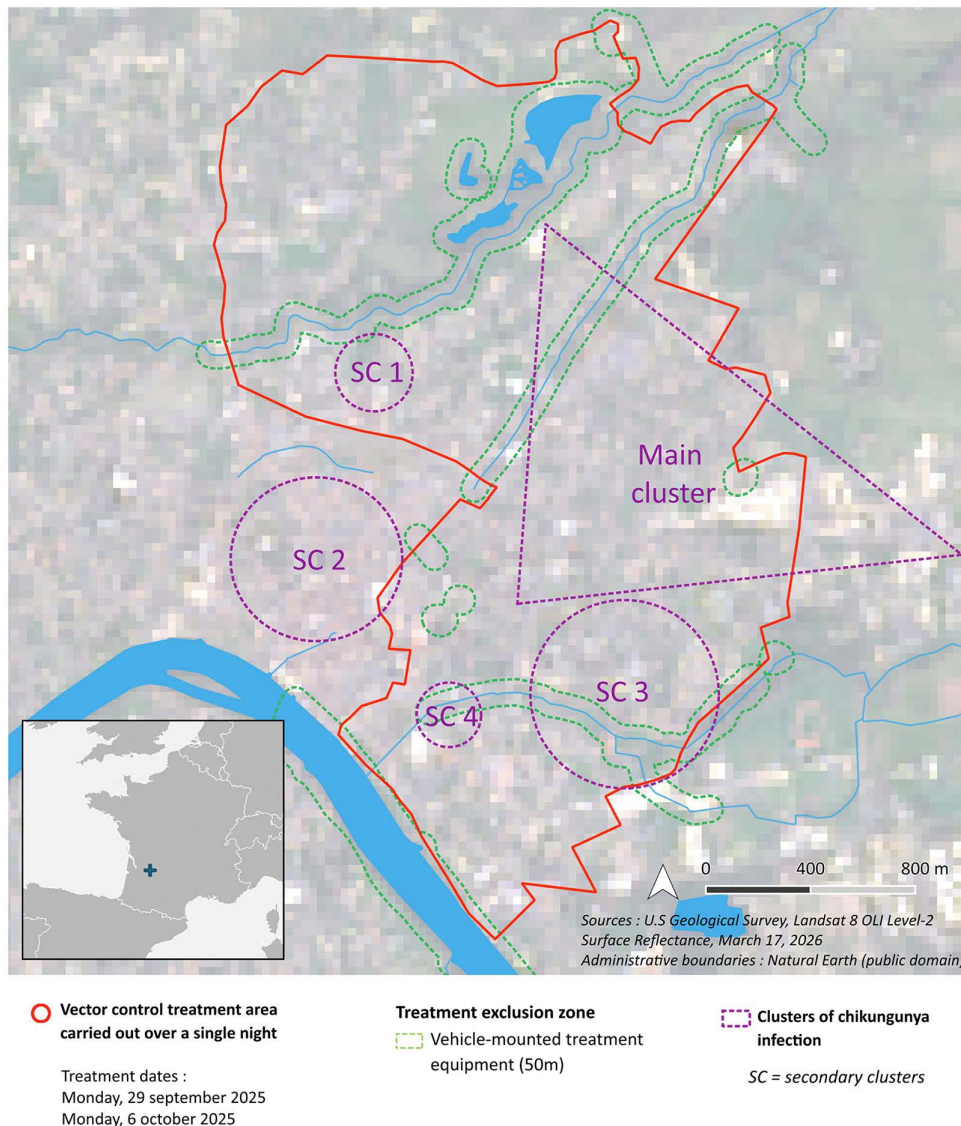 SC 1
Main
cluster
SC 2
SC 3
SC 4
0 400 800 m
Sources : U.S Geological Survey, Landsat 8 OLI Level-2
Surface Reflectance, March 17, 2026
Administrative boundaries : Natural Earth (public domain)
Vector control treatment area
carried out over a single night
Treatment dates :
Monday, 29 september 2025
Monday, 6 october 2025
Treatment exclusion zone
Vehicle-mounted treatment
equipment (50m)
Clusters of chikungunya
infection
SC = secondary clusters